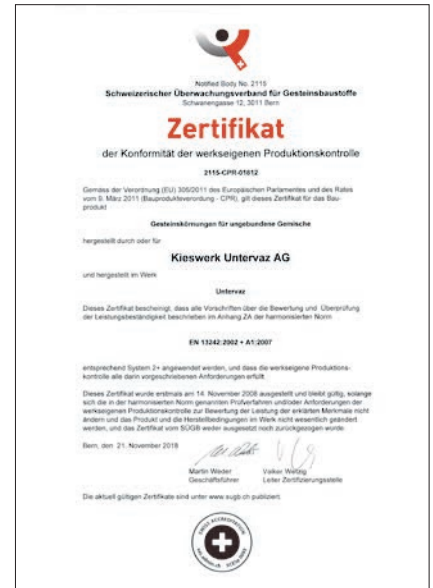 Notified Body No. 2115
Schweizerischer Überwachungsverband für Gesteinsbaustoffe
Schwanengasse 12, 3011 Bern
Zertifikat
der Konformität der werkseigenen Produktionskontrolle
2115-CPR-01012
Gemäss der Verordnung (EU) 305/2011 des Europäischen Parlamentes und des Rates
vom 9. März 2011 (Bauprodukteverordung - CPR), gilt dieses Zertifikat für das Bau-
produkt
Gesteinskörnungen für ungebundene Gemische
hergestellt durch oder für
Kieswerk Untervaz AG
und hergestellt im Werk
Untervaz
Dieses Zertifikat bescheinigt, dass alle Vorschriften über die Bewertung und Überprüfung
der Leistungsbeständigkeit beschrieben im Anhang ZA der harmonisierten Norm
EN 13242:2002 + A1:2007
entsprechend System 2+ angewendet werden, und dass die werkseigene Produktions-
kontrolle alle darin vorgeschriebenen Anforderungen erfüllt.
Dieses Zertifikat wurde erstmals am 14. November 2008 ausgestellt und bleibt gültig, solange
sich die in der harmonisierten Norm genannten Prüfverfahren und/oder Anforderungen der
werkseigenen Produktionskontrolle zur Bewertung der Leistung der erklärten Merkmale nicht
ändern und das Produkt und die Herstellbedingungen im Werk nicht wesentlich geändert
werden, und das Zertifikat vom SÜGB weder ausgesetzt noch zurückgezogen wurde.
Bern, den 21. November 2018
Martin Weder
Volker Wetzig
Geschäftsführer
Leiter Zertifizierungsstelle
Die aktuell gültigen Zertifikate sind unter www.sugb.ch publiziert.
SWISS ACCREDITATION